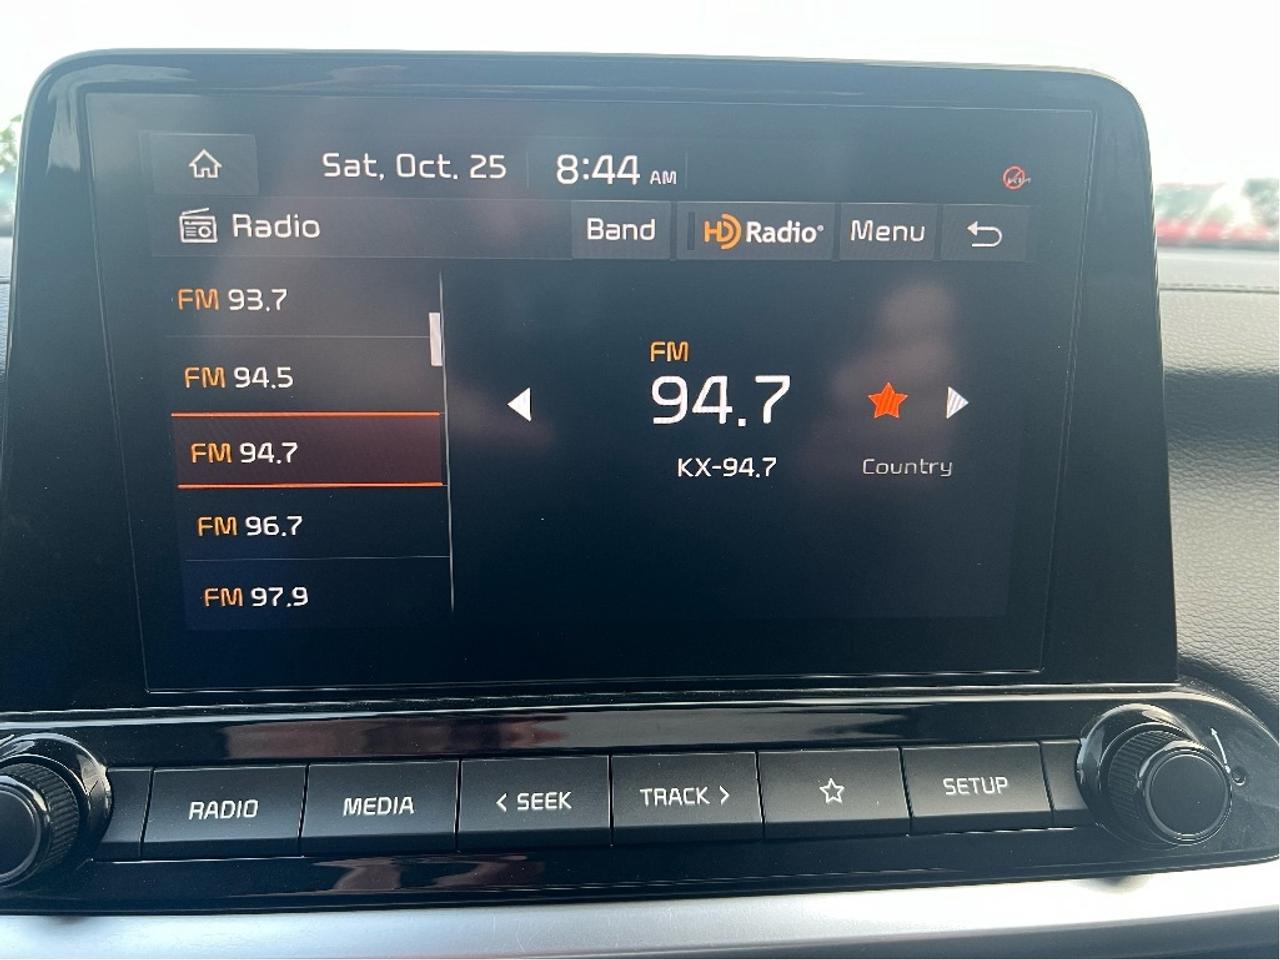 Sat, Oct. 25 8:44 AM
Radio Band HD Radio® Menu
FM 93.7
FM 94.5
FM 94.7
FM 96.7
FM 97.9
FM
94.7
KX-94.7 Country
RADIO MEDIA < SEEK TRACK > SETUP